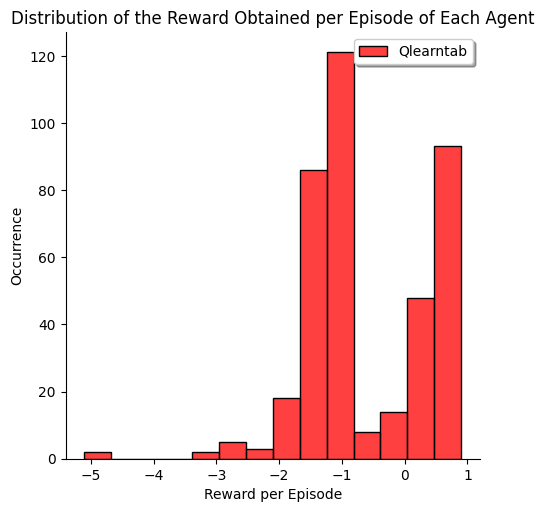 Distribution of the Reward Obtained per Episode of Each Agent
Qlearntab
120
100
80
60
40
20
0
Occurrence
−5 −4 −3 −2 −1 0 1
Reward per Episode